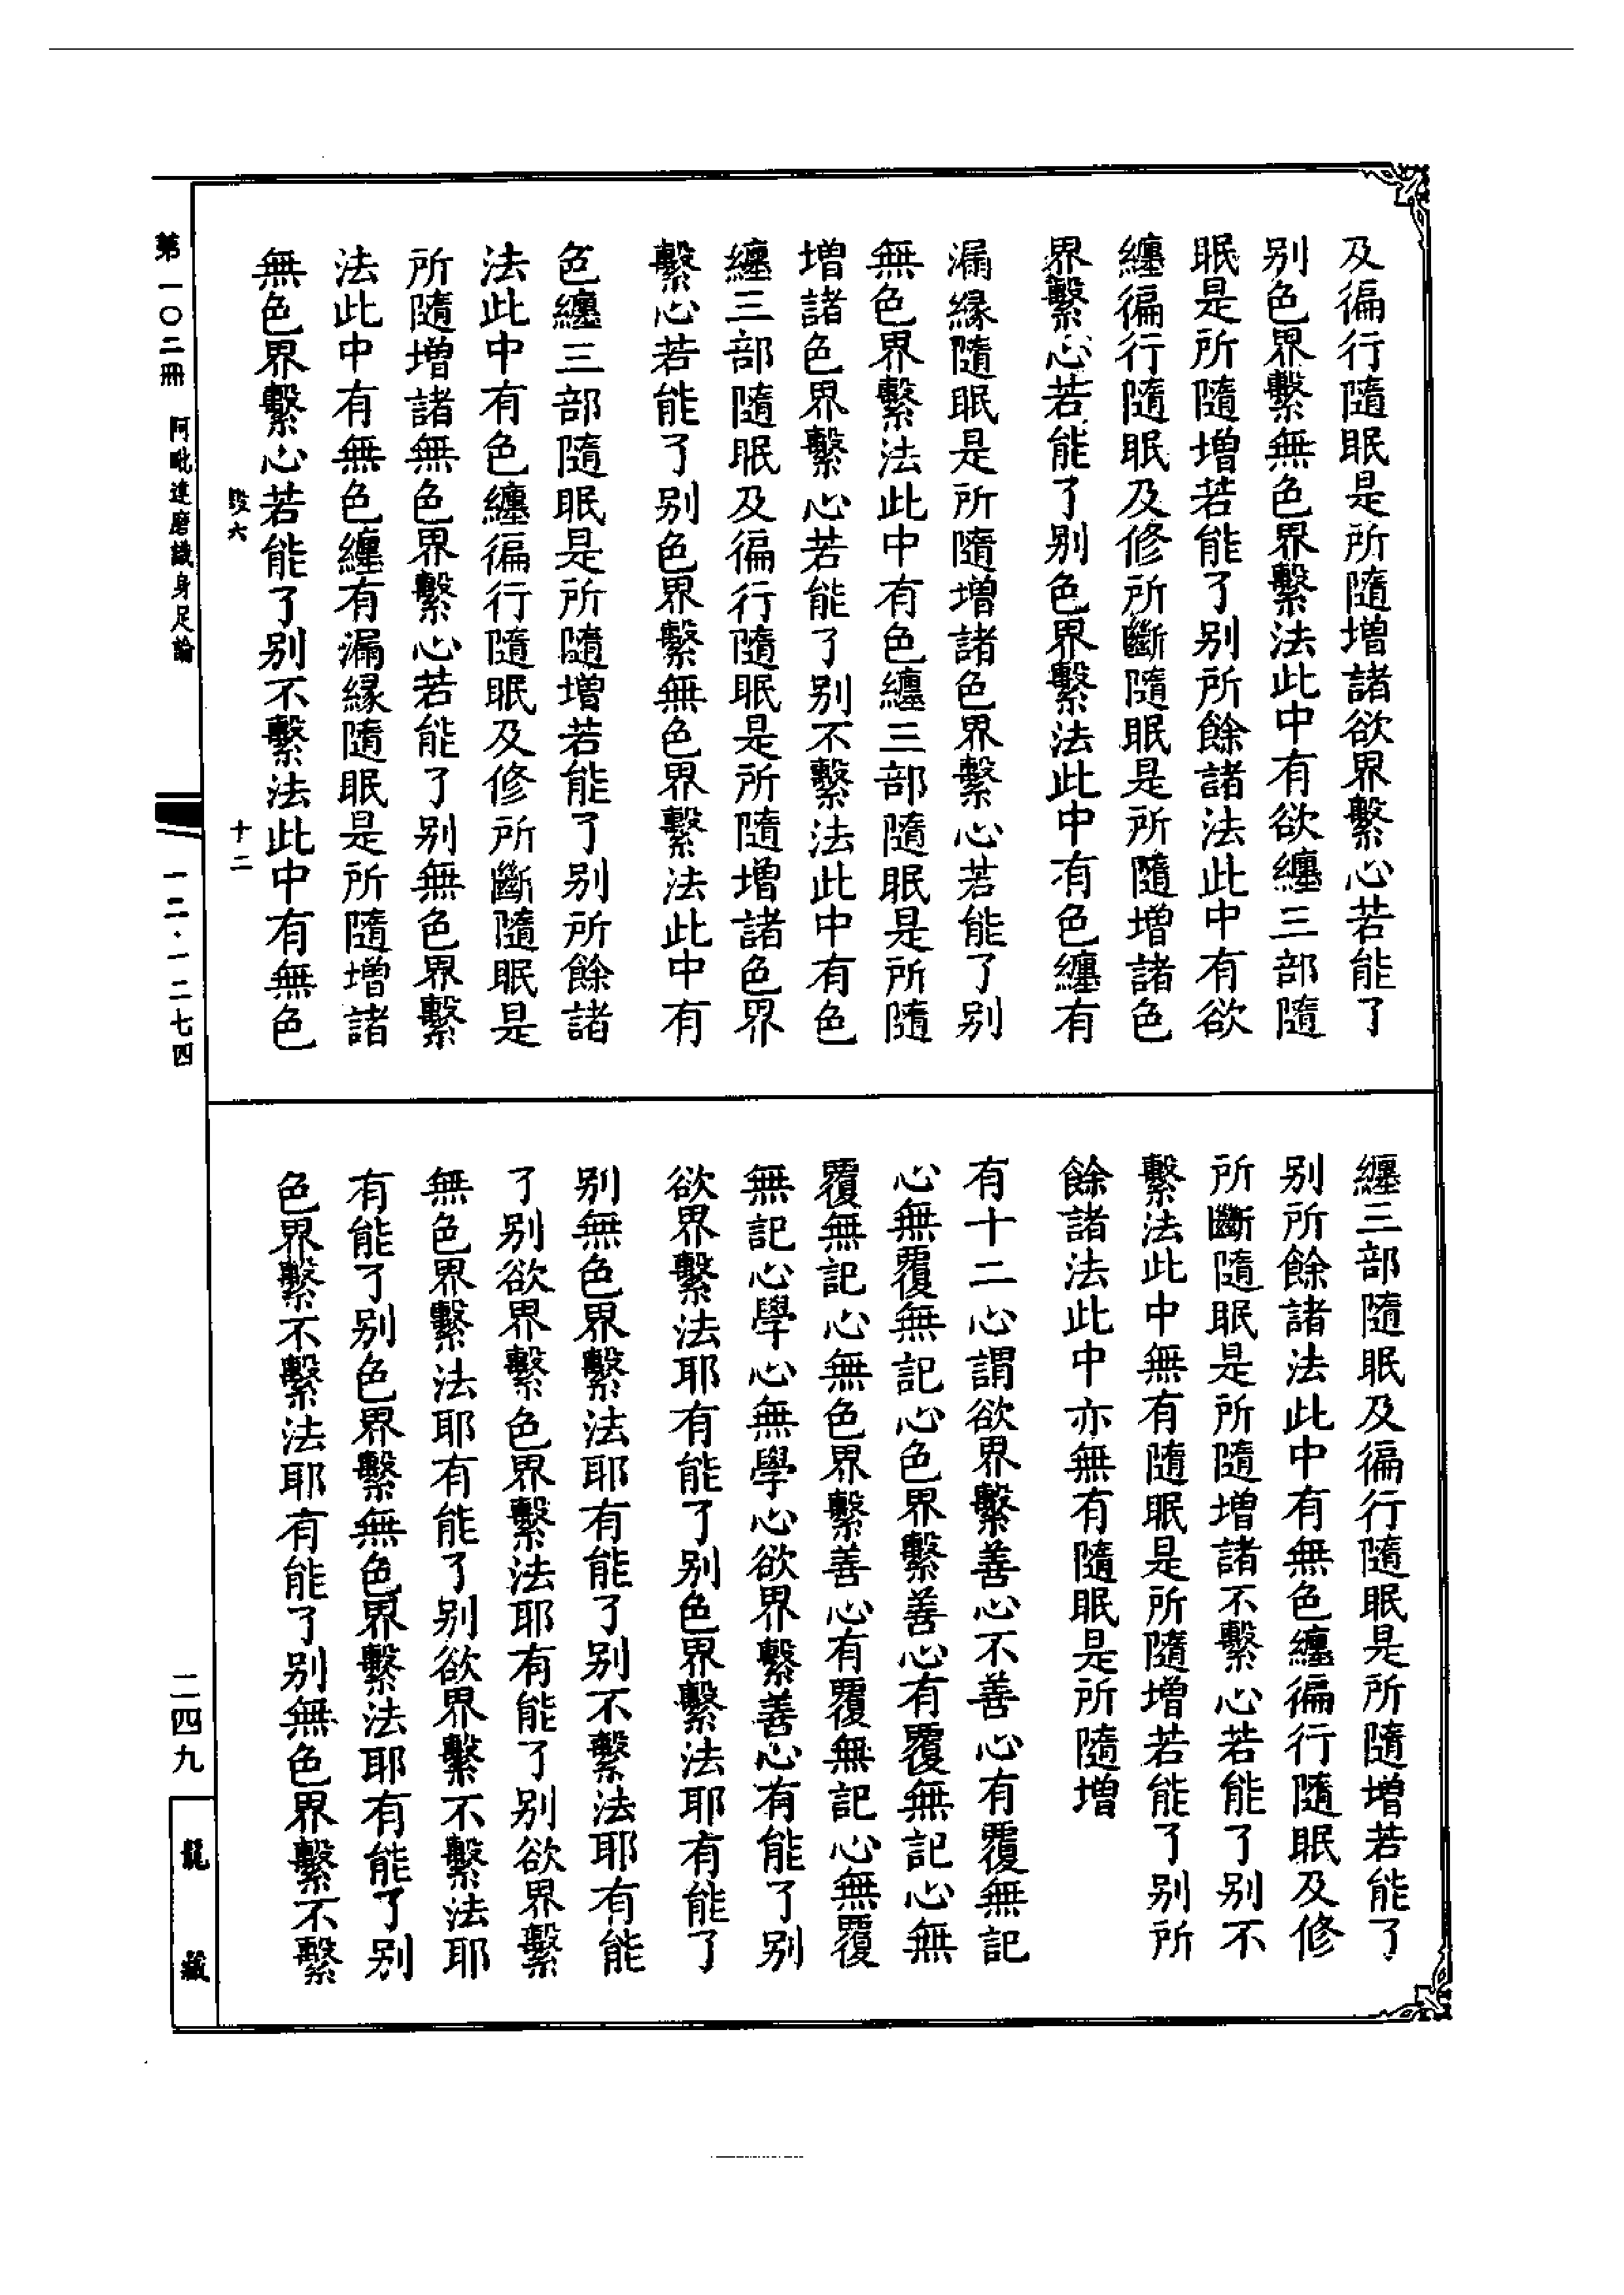 及徧行隨眠是所隨增諸欲界繫心若能了
别色界繫無色界繫法此中有欲纏三部隨
眠是所隨增若能了别所餘諸法此中有欲
纏徧行隨眠及修所斷隨眠是所隨增諸色
界繫心若能了别色界繫法此中有色纏有
漏緣隨眠是所隨增諸色界繫心若能了别
無色界繫法此中有色纏三部隨眠是所隨
增諸色界繫心若能了别不繫法此中有色
纏三部隨眠及徧行隨眠是所隨增諸色界
繫心若能了别色界繫無色界繫法此中有
色纏三部隨眠是所隨增若能了别所餘諸
法此中有色纏徧行隨眠及修所斷隨眠是
所隨增諸無色界繫心若能了别無色界繫
法此中有無色纏有漏緣隨眠是所隨增諸
無色界繫心若能了别不繫法此中有無色
纏三部隨眠及徧行隨眠是所隨增若能了
别所餘諸法此中有無色纏徧行隨眠及修
所斷隨眠是所隨增諸不繫心若能了别不
繫法此中無有隨眠是所隨增若能了别所
餘諸法此中亦無有隨眠是所隨增
有十二心謂欲界繫善心不善心有覆無記
心無覆無記心色界繫善心有覆無記心無
覆無記心無色界繫善心有覆無記心無覆
無記心學心無學心欲界繫善心有能了别
欲界繫法耶有能了别色界繫法耶有能了
别無色界繫法耶有能了别不繫法耶有能
了别欲界繫色界繫法耶有能了别欲界繫
無色界繫法耶有能了别欲界繫不繫法耶
有能了别色界繫無色界繫法耶有能了别
色界繫不繫法耶有能了别無色界繫不繫
毀六
十二
第一〇二冊
阿毗達磨識身足論
一二·一二七四
二四九
龍藏